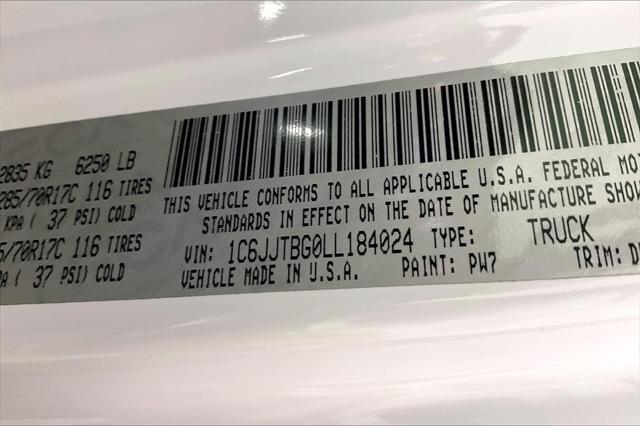 2835 KG 6250 LB
285/70R17C 116 TIRES
KPA ( 37 PSI) COLD
5/70R17C 116 TIRES
PA ( 37 PSI) COLD
THIS VEHICLE CONFORMS TO ALL APPLICABLE U.S.A. FEDERAL MOT
STANDARDS IN EFFECT ON THE DATE OF MANUFACTURE SHOW
VIN: 1C6JJTBG0LL184024 TYPE: TRUCK
VEHICLE MADE IN U.S.A. PAINT: PW7 TRIM: D